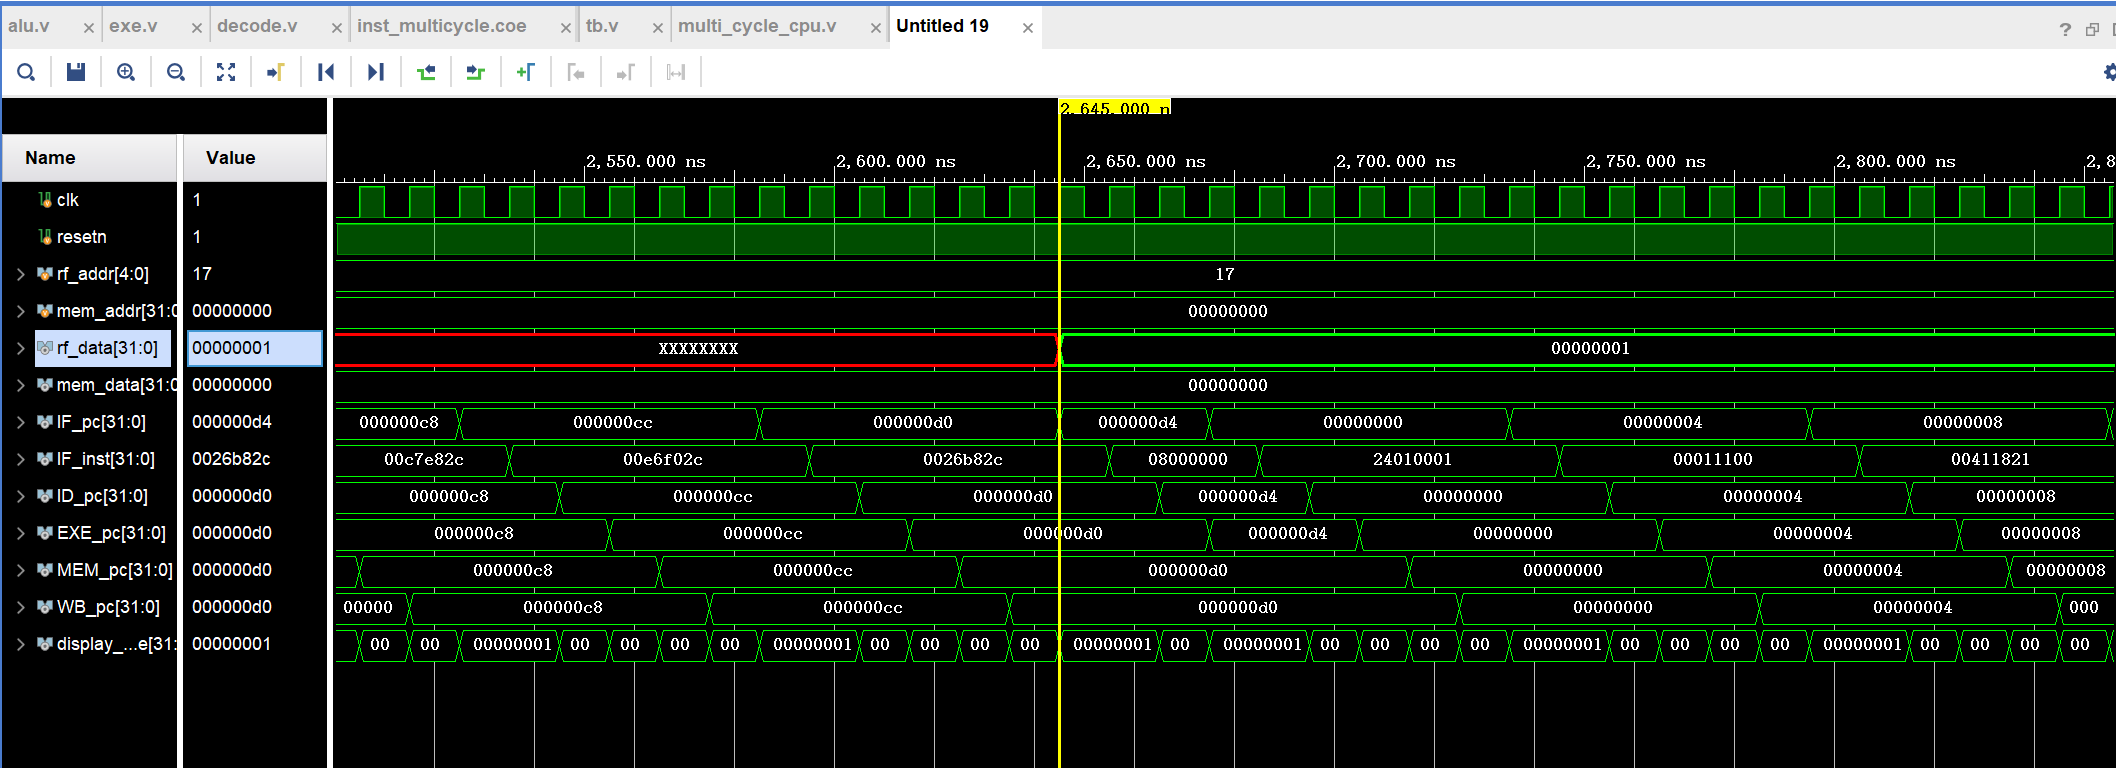 alu.v × exe.v × decode.v × inst_multicycle.coe × tb.v × multi_cycle_cpu.v × Untitled 19 ×
2,645.000 n
Name Value
2,550.000 ns 2,600.000 ns 2,650.000 ns 2,700.000 ns 2,750.000 ns 2,800.000 ns 2,8
clk 1
resetn 1
rf_addr[4:0] 17 17
mem_addr[31:0 00000000 00000000
rf_data[31:0] 00000001 XXXXXXXX 00000001
mem_data[31:0 00000000 00000000
IF_pc[31:0] 000000d4 000000c8 000000cc 000000d0 000000d4 00000000 00000004 00000008
IF_inst[31:0] 0026b82c 00c7e82c 00e6f02c 0026b82c 08000000 24010001 00011100 00411821
ID_pc[31:0] 000000d0 000000c8 000000cc 000000d0 000000d4 00000000 00000004 00000008
EXE_pc[31:0] 000000d0 000000c8 000000cc 000000d0 000000d4 00000000 00000004 00000008
MEM_pc[31:0] 000000d0 000000c8 000000cc 000000d0 00000000 00000004 00000008
WB_pc[31:0] 000000d0 00000 000000c8 000000cc 000000d0 00000000 00000004 000
display_...e[31: 00000001 00 00 00000001 00 00 00 00 00000001 00 00 00 00 00000001 00 00000001 00 00 00 00 00000001 00 00 00 00 00000001 00 00 00 00